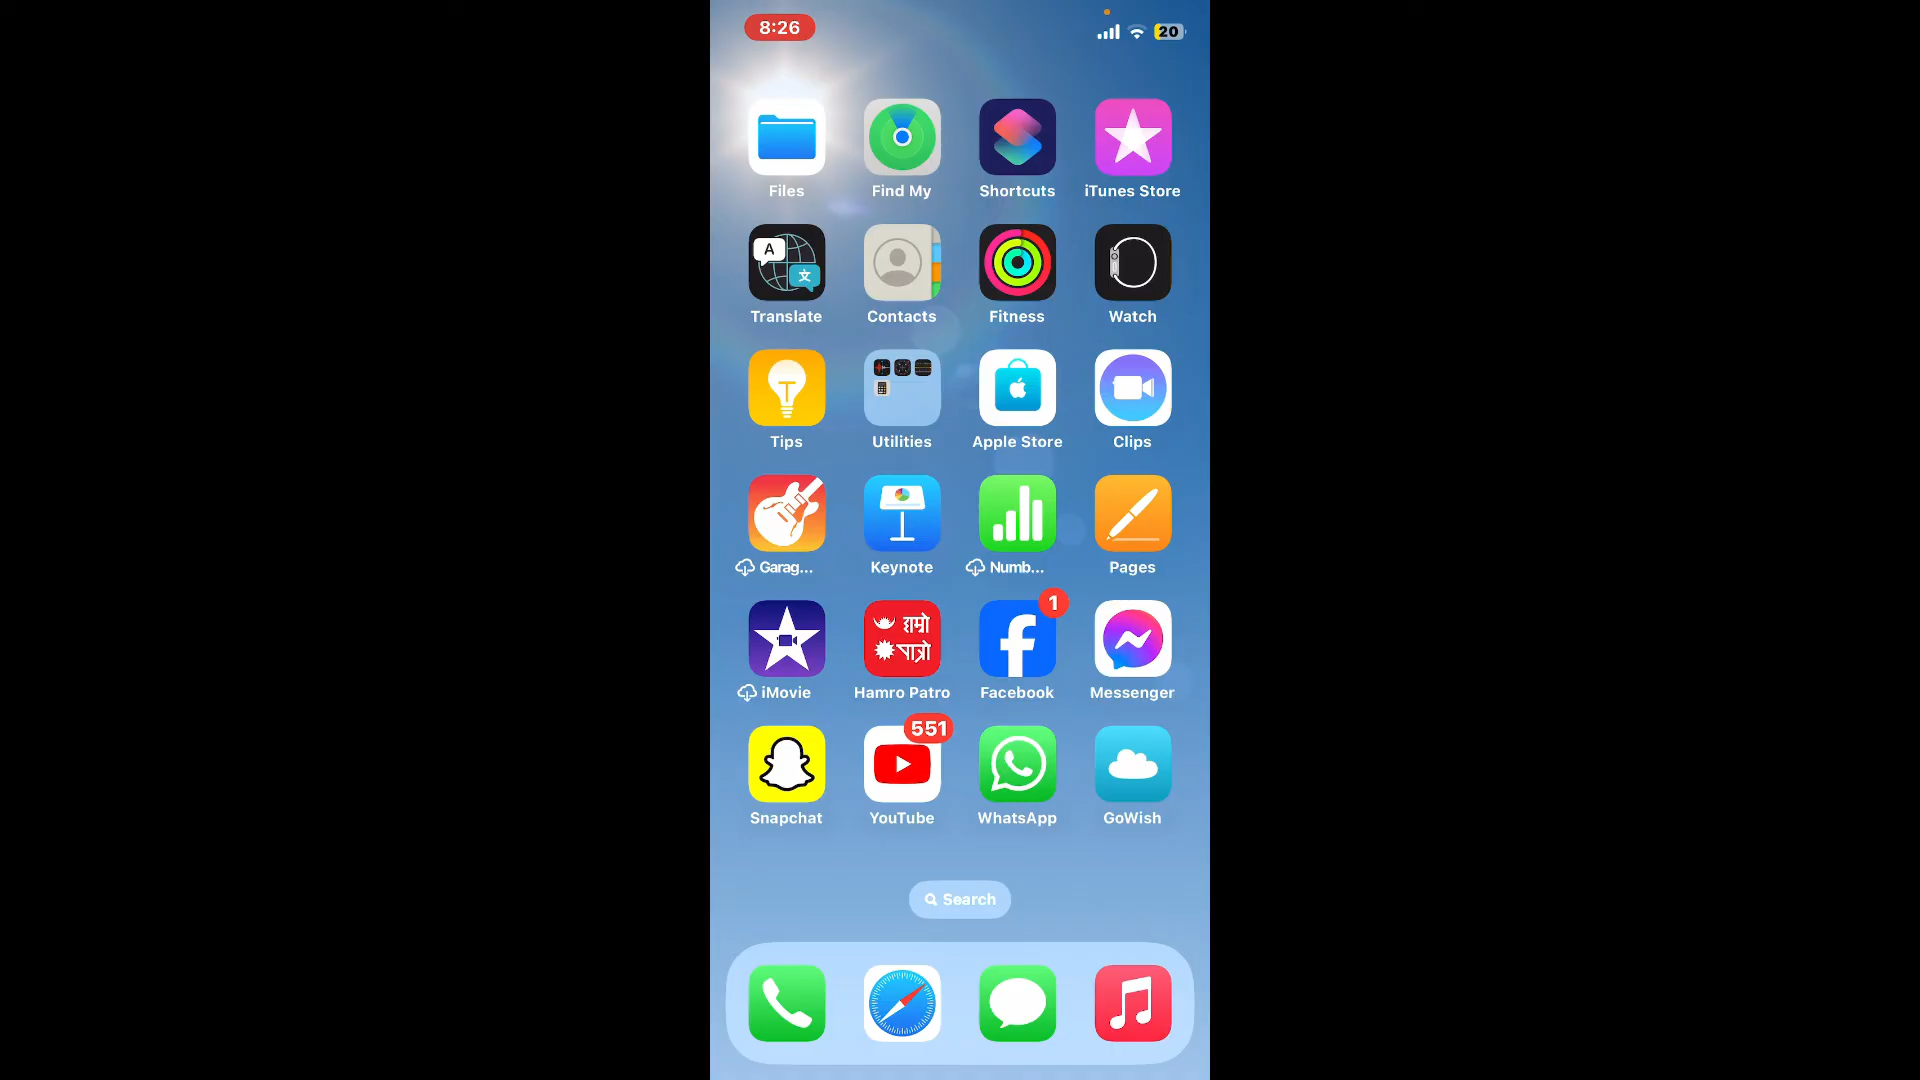 8:26
20
Files
Find My
Shortcuts
iTunes Store
A
文
Translate
Contacts
Fitness
Watch
Tips
Utilities
Apple Store
Clips
Garag...
Keynote
Numb...
Pages
1
हाम्रो
पात्रो
iMovie
Hamro Patro
Facebook
Messenger
551
Snapchat
YouTube
WhatsApp
GoWish
Search